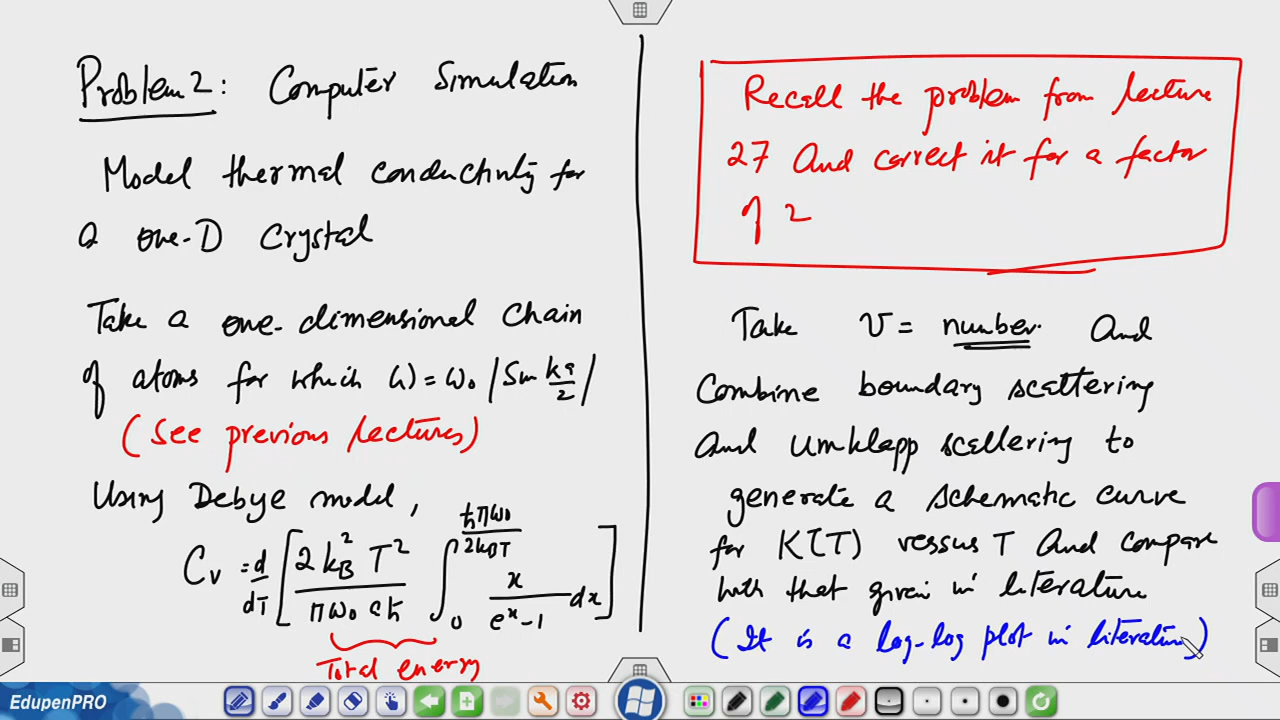 Problem 2: Computer Simulation
Model thermal conductivity for
a one-D Crystal
Take a one-dimensional Chain
of atoms for which ω = ω₀ |Sin ka/2|
(See previous lectures)
Using Debye model,
Cv = d/dT [ 2 k_B² T² / πω₀ a ħ ∫₀^{ħπω₀/2k_BT} x / (eˣ - 1) dx ]
Total energy
Recall the problem from lecture
27 And correct it for a factor
of 2
Take v = number. And
Combine boundary scattering
And Umklapp scattering to
generate a schematic curve
for K(T) verssus T And compare
with that given in literature
(It is a log-log plot in literature)
EdupenPRO